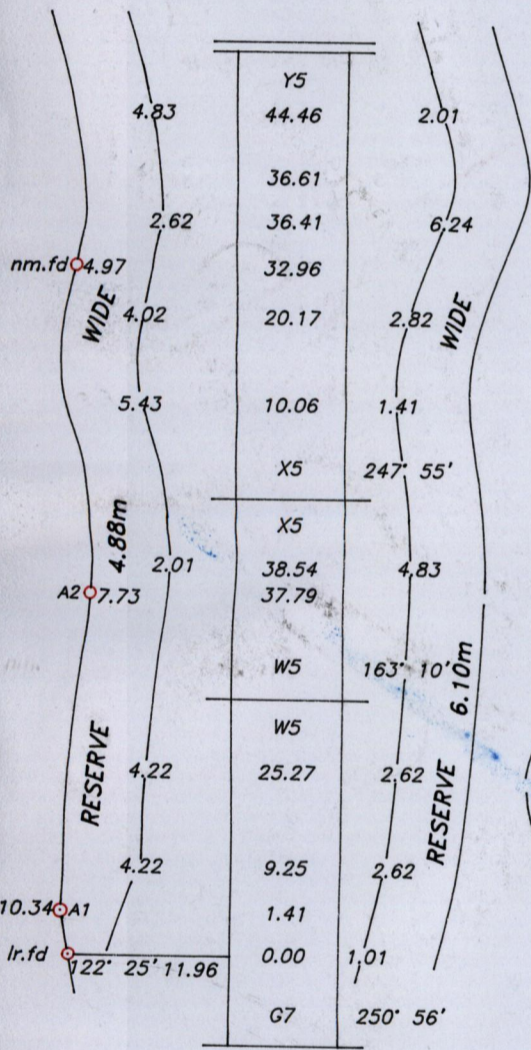 Y5
4.83 44.46 2.01
36.61
2.62 36.41 6.24
nm.fd 4.97 32.96
WIDE 4.02 20.17 2.82 WIDE
5.43 10.06 1.41
X5 247° 55'
X5
4.88m
2.01 38.54 4.83
A2 7.73 37.79
W5 163° 10'
6.10m
W5
RESERVE 4.22 25.27 2.62 RESERVE
4.22 9.25 2.62
10.34 A1 1.41
Ir.fd 122° 25' 11.96 0.00 1.01
G7 250° 56'